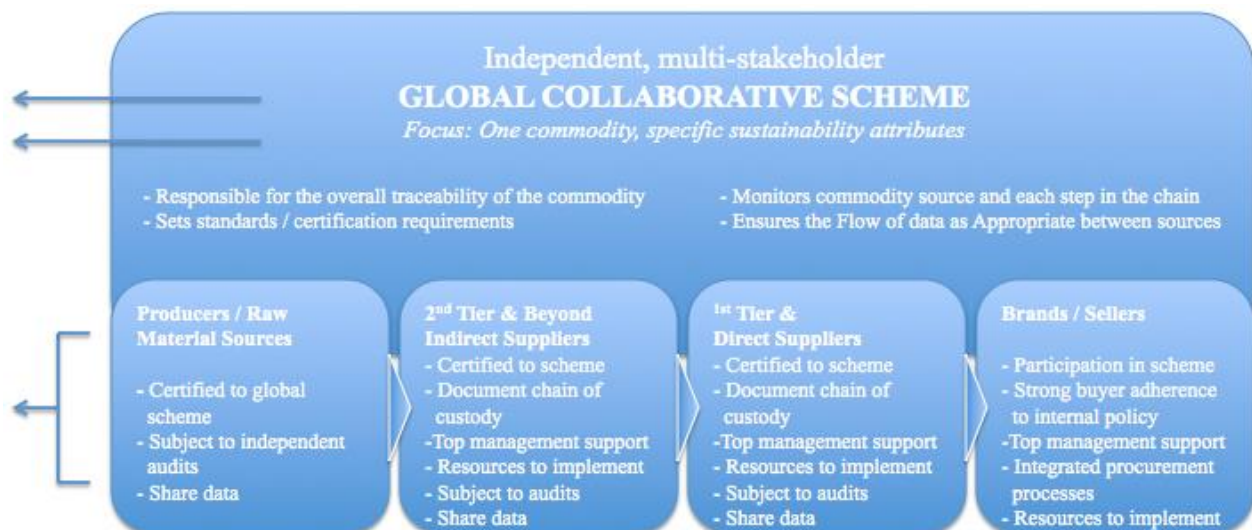 Independent, multi-stakeholder
GLOBAL COLLABORATIVE SCHEME
Focus: One commodity, specific sustainability attributes
- Responsible for the overall traceability of the commodity
- Sets standards / certification requirements
- Monitors commodity source and each step in the chain
- Ensures the Flow of data as Appropriate between sources
Producers / Raw
Material Sources
- Certified to global
scheme
- Subject to independent
audits
- Share data
2nd Tier & Beyond
Indirect Suppliers
- Certified to scheme
- Document chain of
custody
-Top management support
- Resources to implement
- Subject to audits
- Share data
1st Tier &
Direct Suppliers
- Certified to scheme
- Document chain of
custody
-Top management support
- Resources to implement
- Subject to audits
- Share data
Brands / Sellers
- Participation in scheme
- Strong buyer adherence
to internal policy
-Top management support
- Integrated procurement
processes
- Resources to implement